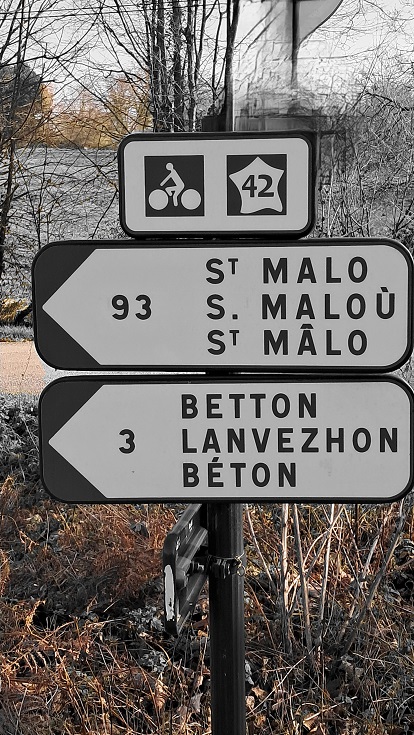 42
ST MALO
93 S. MALOÙ
ST MÂLO
BETTON
3 LANVEZHON
BÉTON